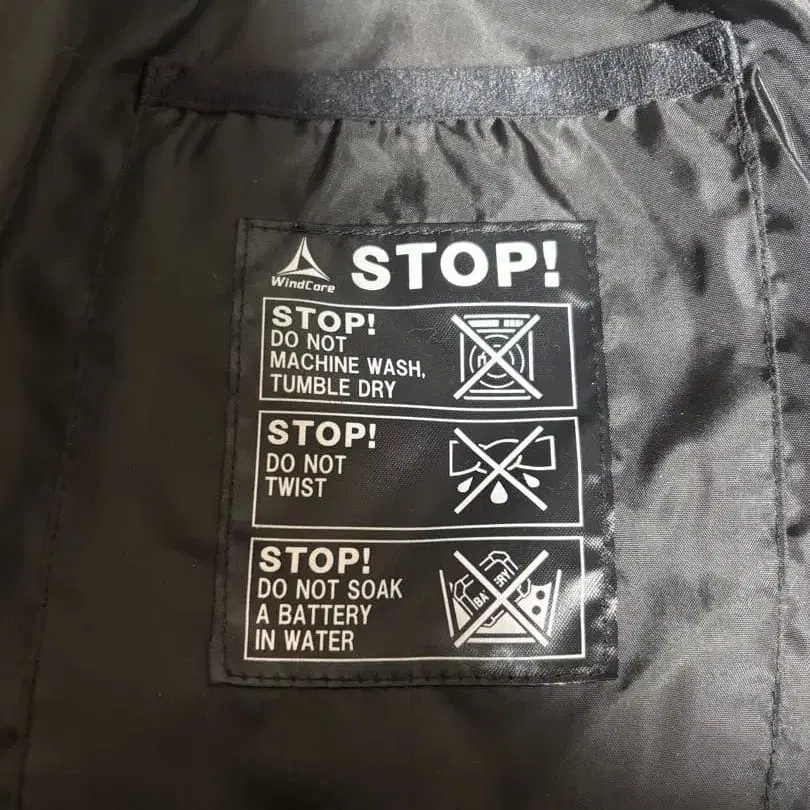 WindCore
STOP!
STOP!
DO NOT
MACHINE WASH,
TUMBLE DRY
STOP!
DO NOT
TWIST
STOP!
DO NOT SOAK
A BATTERY
IN WATER